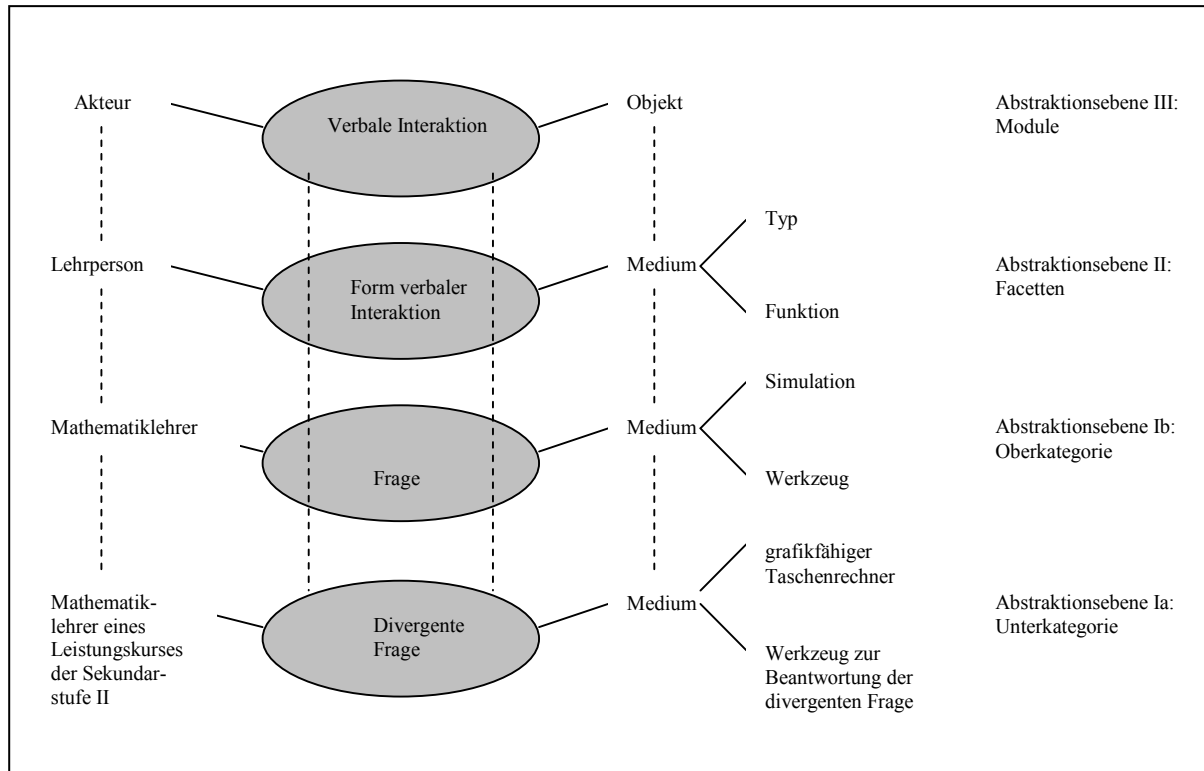 Akteur
Verbale Interaktion
Objekt
Abstraktionsebene III:
Module
Typ
Lehrperson
Form verbaler
Interaktion
Medium
Abstraktionsebene II:
Facetten
Funktion
Simulation
Mathematiklehrer
Frage
Medium
Abstraktionsebene Ib:
Oberkategorie
Werkzeug
grafikfähiger
Taschenrechner
Mathematik-
lehrer eines
Leistungskurses
der Sekundar-
stufe II
Divergente
Frage
Medium
Abstraktionsebene Ia:
Unterkategorie
Werkzeug zur
Beantwortung der
divergenten Frage